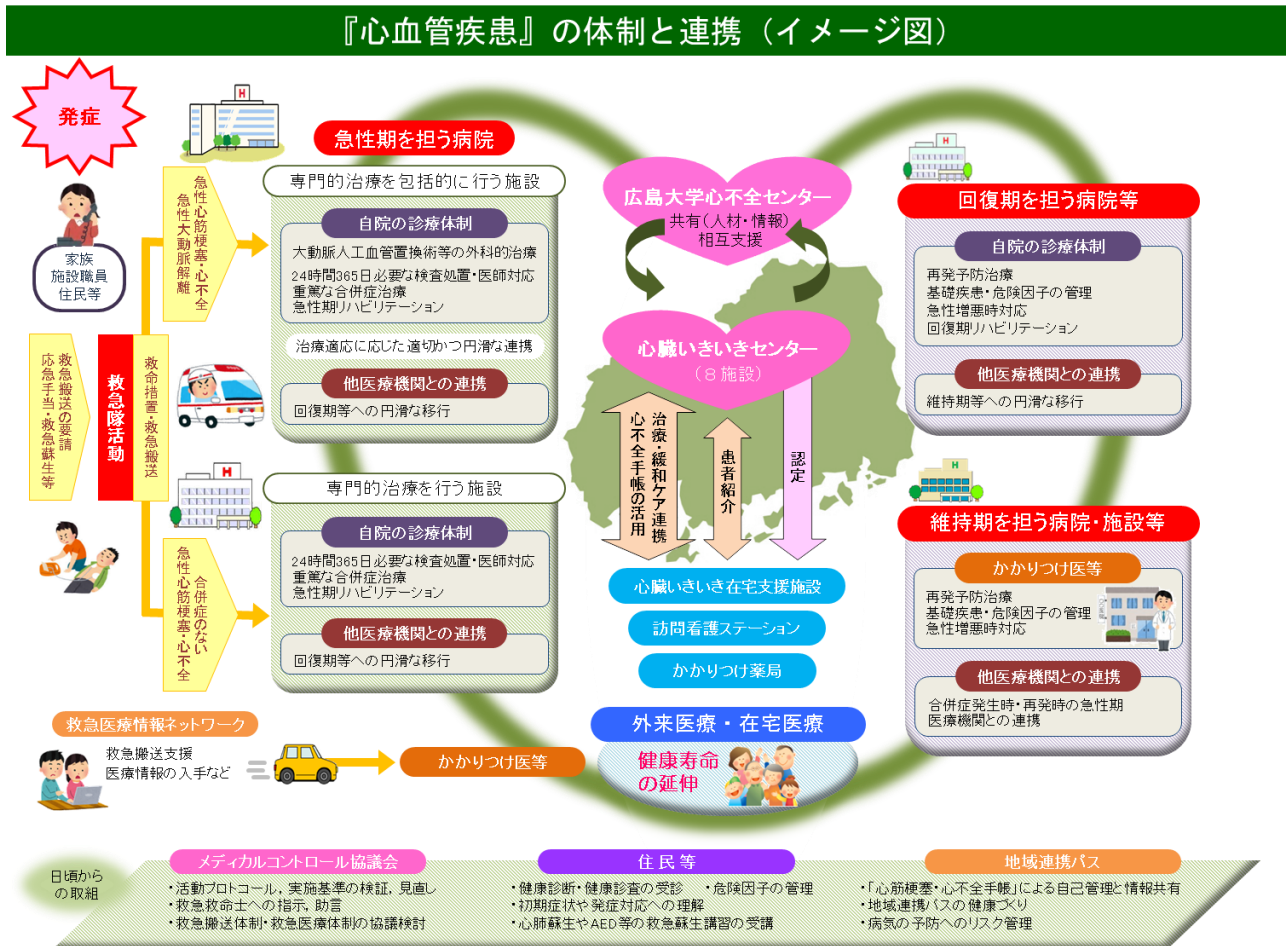 『心血管疾患』の体制と連携（イメージ図）
発症
家族
施設職員
住民等
救急搬送の要請
応急手当・救急蘇生等
救急隊活動
救命措置・救急搬送
急性心筋梗塞・心不全
急性大動脈解離
合併症のない
急性心筋梗塞・心不全
H
急性期を担う病院
専門的治療を包括的に行う施設
自院の診療体制
大動脈人工血管置換術等の外科的治療
24時間365日必要な検査処置・医師対応
重篤な合併症治療
急性期リハビリテーション
治療適応に応じた適切かつ円滑な連携
他医療機関との連携
回復期等への円滑な移行
H
専門的治療を行う施設
自院の診療体制
24時間365日必要な検査処置・医師対応
重篤な合併症治療
急性期リハビリテーション
他医療機関との連携
回復期等への円滑な移行
広島大学心不全センター
共有(人材・情報)
相互支援
心臓いきいきセンター
（８施設）
治療・緩和ケア連携
心不全手帳の活用
患者紹介
認定
心臓いきいき在宅支援施設
訪問看護ステーション
かかりつけ薬局
外来医療・在宅医療
健康寿命
の延伸
H
回復期を担う病院等
自院の診療体制
再発予防治療
基礎疾患・危険因子の管理
急性増悪時対応
回復期リハビリテーション
他医療機関との連携
維持期等への円滑な移行
H
維持期を担う病院・施設等
かかりつけ医等
再発予防治療
基礎疾患・危険因子の管理
急性増悪時対応
他医療機関との連携
合併症発生時・再発時の急性期
医療機関との連携
救急医療情報ネットワーク
救急搬送支援
医療情報の入手など
かかりつけ医等
日頃から
の取組
メディカルコントロール協議会
・活動プロトコール，実施基準の検証，見直し
・救急救命士への指示，助言
・救急搬送体制・救急医療体制の協議検討
住民等
・健康診断・健康診査の受診　・危険因子の管理
・初期症状や発症対応への理解
・心肺蘇生やAED等の救急蘇生講習の受講
地域連携パス
・「心筋梗塞・心不全手帳」による自己管理と情報共有
・地域連携パスの健康づくり
・病気の予防へのリスク管理